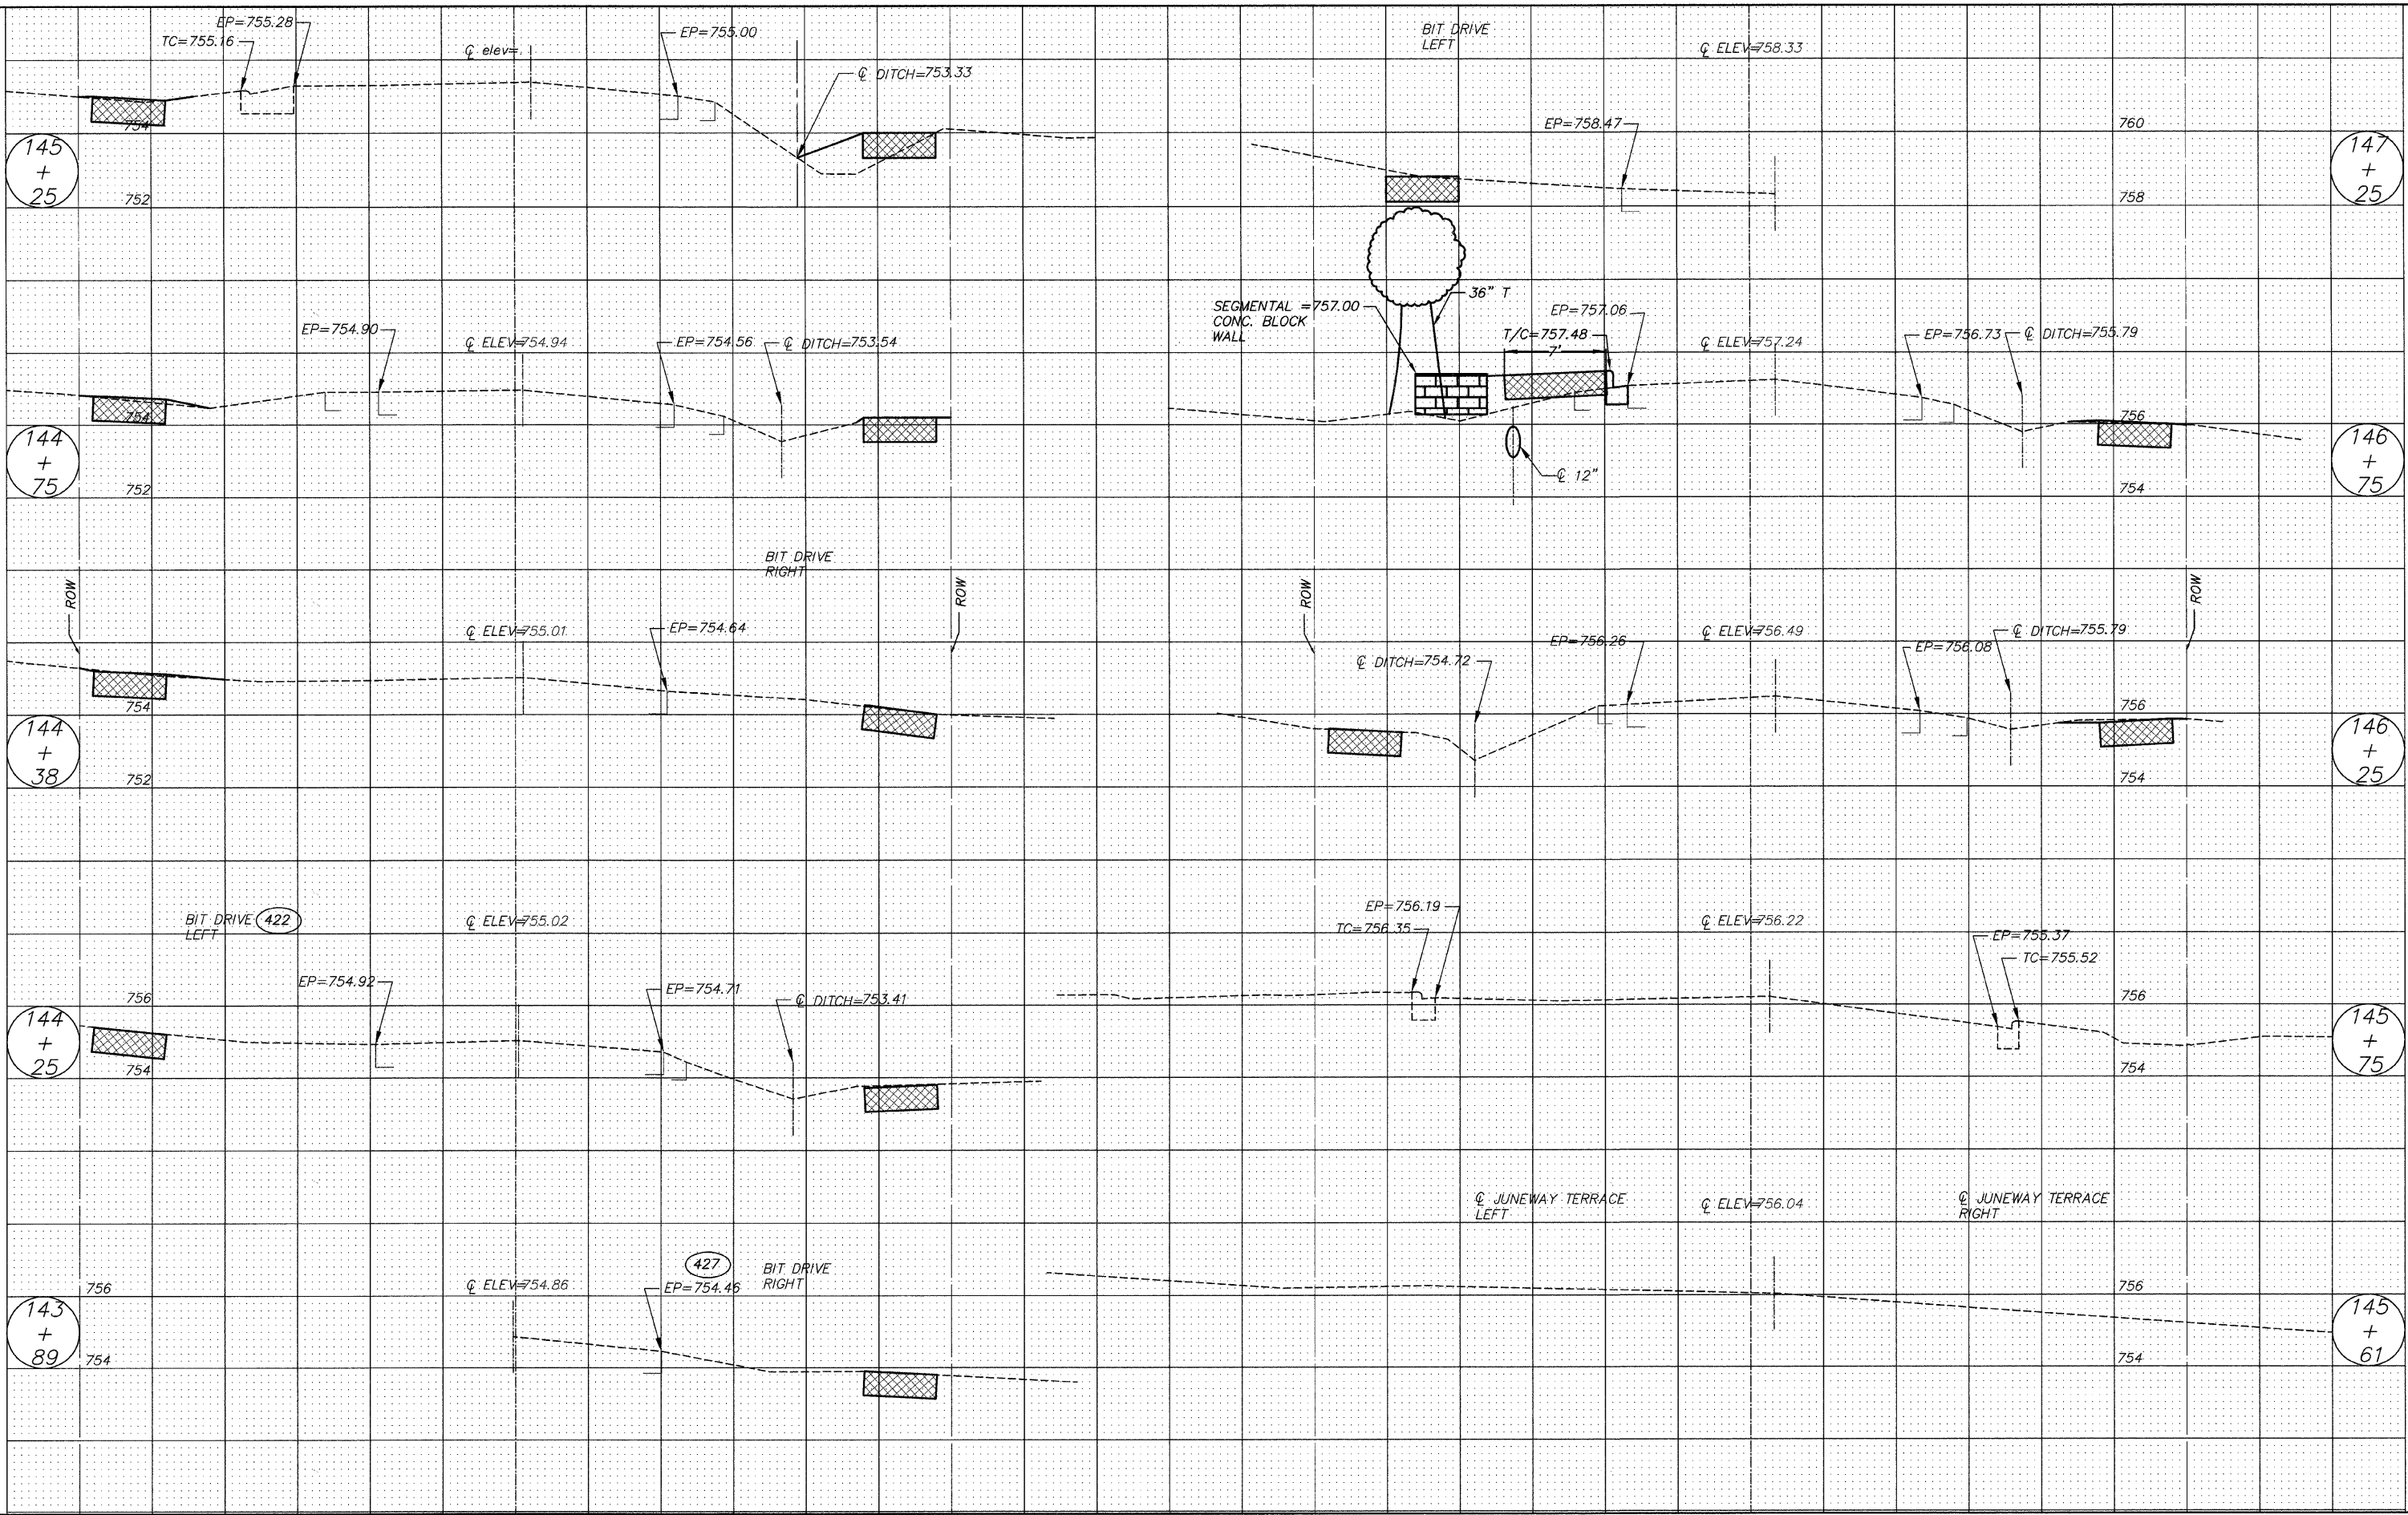 EP=755.28
TC=755.16
℄ elev=
EP=755.00
℄ DITCH=753.33
754
145
+
25
752
BIT DRIVE
LEFT
℄ ELEV=758.33
EP=758.47
760
147
+
25
758
EP=754.90
℄ ELEV=754.94
EP=754.56
℄ DITCH=753.54
754
144
+
75
752
SEGMENTAL =757.00
CONC. BLOCK
WALL
36" T
EP=757.06
T/C=757.48
7'
℄ ELEV=757.24
EP=756.73
℄ DITCH=755.79
℄ 12"
756
146
+
75
754
BIT DRIVE
RIGHT
ROW
ROW
℄ ELEV=755.01
EP=754.64
754
144
+
38
752
ROW
ROW
℄ DITCH=754.72
EP=756.26
℄ ELEV=756.49
EP=756.08
℄ DITCH=755.79
756
146
+
25
754
BIT DRIVE 422
LEFT
℄ ELEV=755.02
EP=754.92
EP=754.71
℄ DITCH=753.41
756
144
+
25
754
EP=756.19
TC=756.35
℄ ELEV=756.22
EP=755.37
TC=755.52
756
145
+
75
754
427
BIT DRIVE
RIGHT
℄ ELEV=754.86
EP=754.46
756
143
+
89
754
℄ JUNEWAY TERRACE
LEFT
℄ ELEV=756.04
℄ JUNEWAY TERRACE
RIGHT
756
145
+
61
754